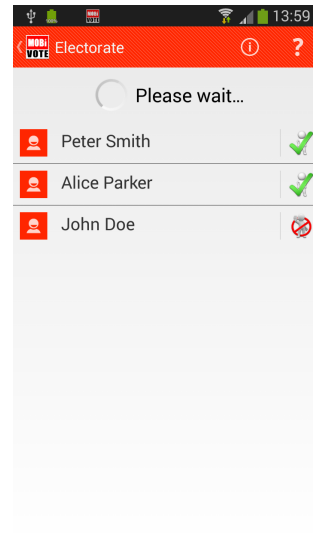 13:59
MOBi VOTE Electorate
Please wait...
Peter Smith
Alice Parker
John Doe